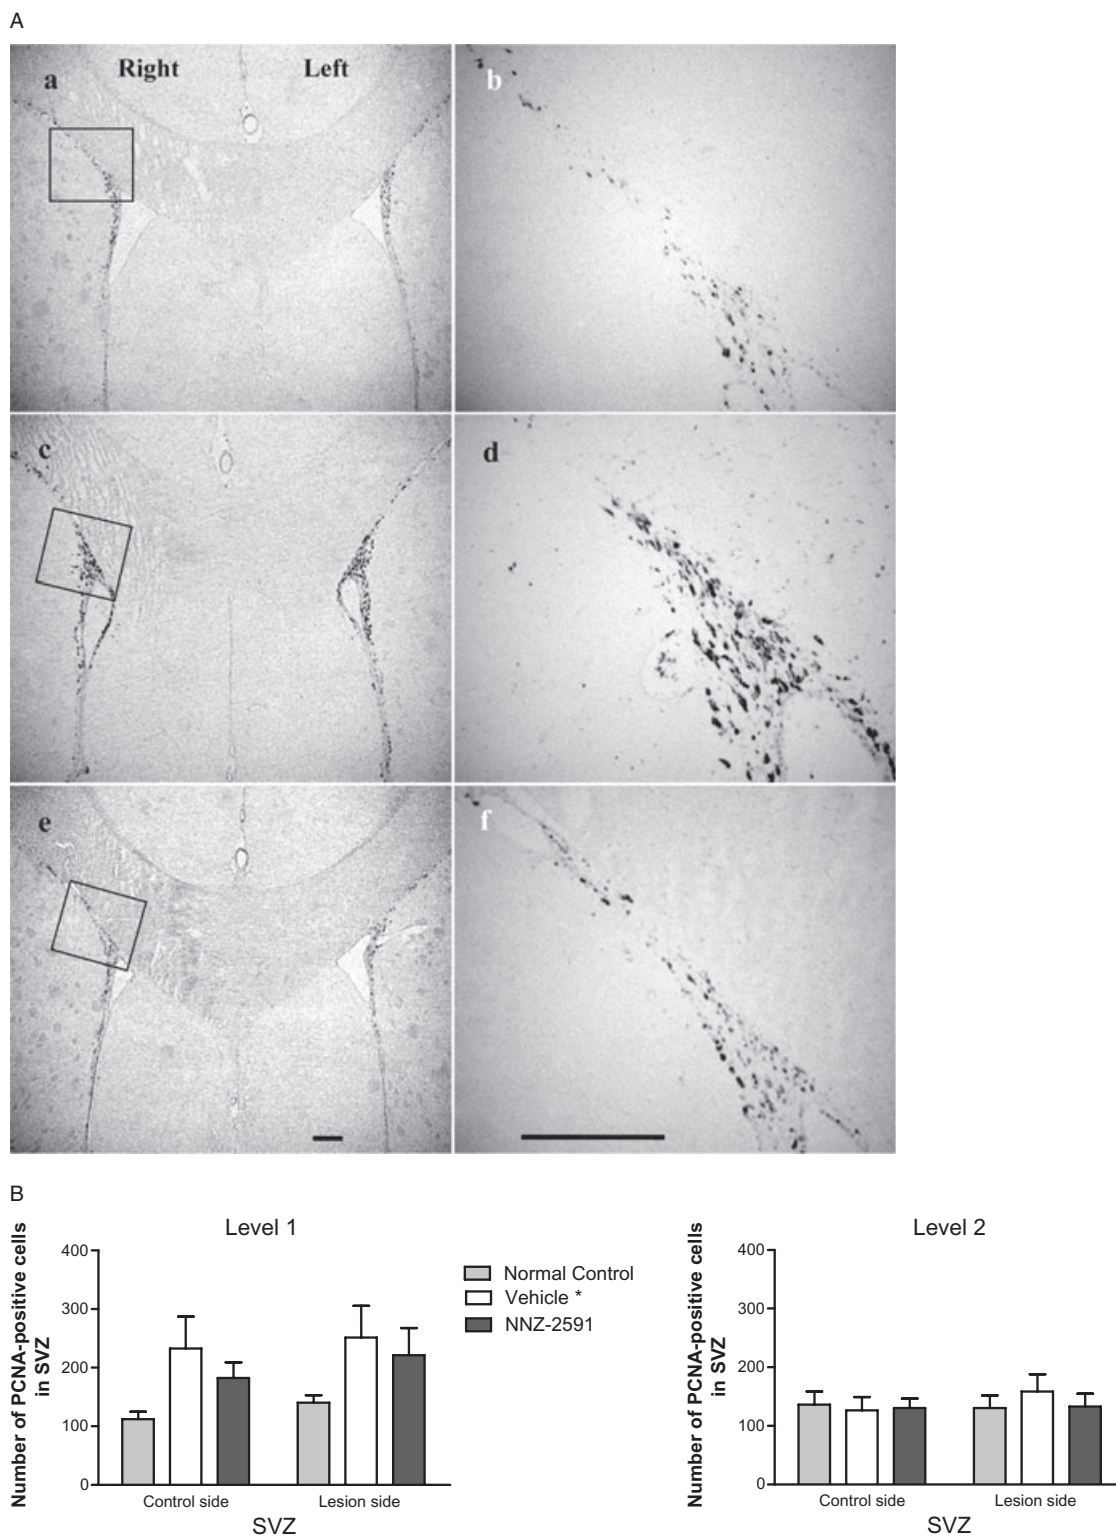 A
a
Right
Left
b
c
d
e
f
B
Level 1
Number of PCNA-positive cells
in SVZ
400
300
200
100
0
Control side
Lesion side
SVZ
Normal Control
Vehicle *
NNZ-2591
Level 2
Number of PCNA-positive cells
in SVZ
400
300
200
100
0
Control side
Lesion side
SVZ